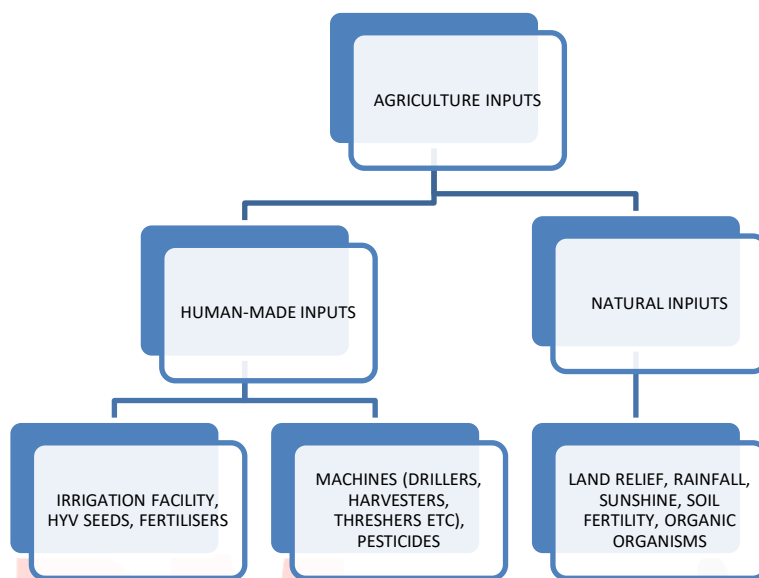 AGRICULTURE INPUTS
HUMAN-MADE INPUTS
NATURAL INPIUTS
IRRIGATION FACILITY,
HYV SEEDS, FERTILISERS
MACHINES (DRILLERS,
HARVESTERS,
THRESHERS ETC),
PESTICIDES
LAND RELIEF, RAINFALL,
SUNSHINE, SOIL
FERTILITY, ORGANIC
ORGANISMS